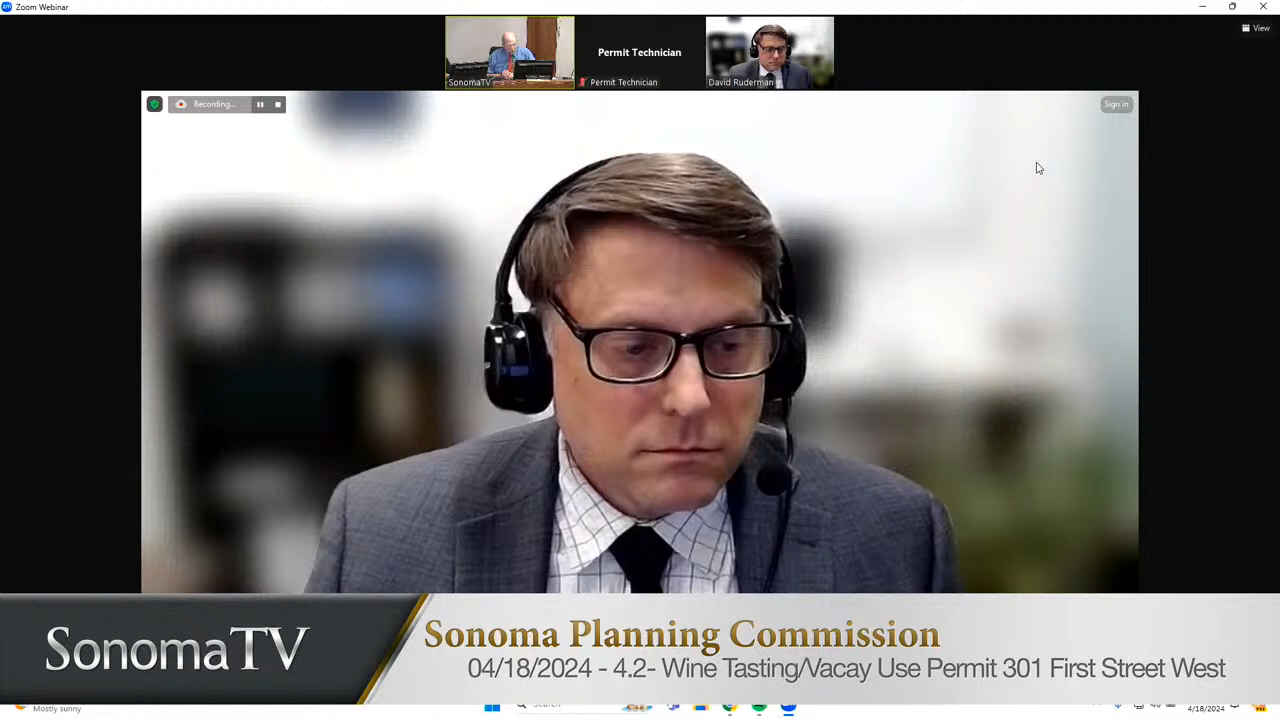 Zoom Webinar
View
SonomaTV
Permit Technician
Permit Technician
David Ruderman
Recording...
Sign in
SonomaTV
Sonoma Planning Commission
04/18/2024 - 4.2- Wine Tasting/Vacay Use Permit 301 First Street West
Mostly sunny
Search
4/18/2024